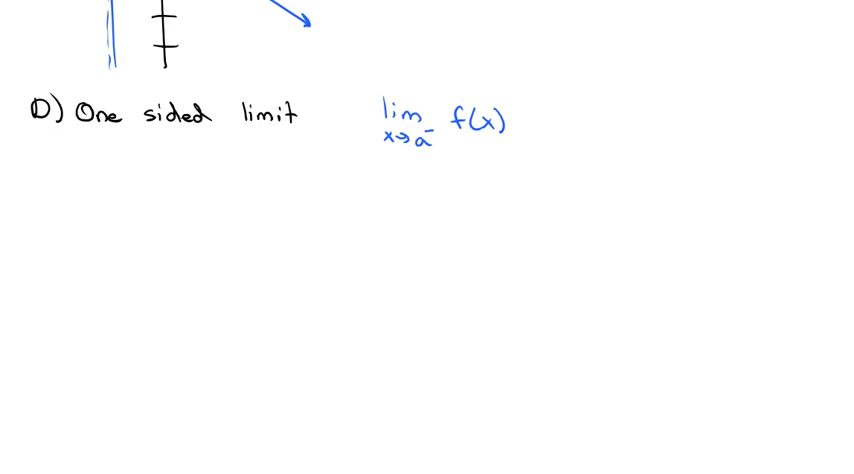 D) One sided limit lim f(x)
x→a⁻